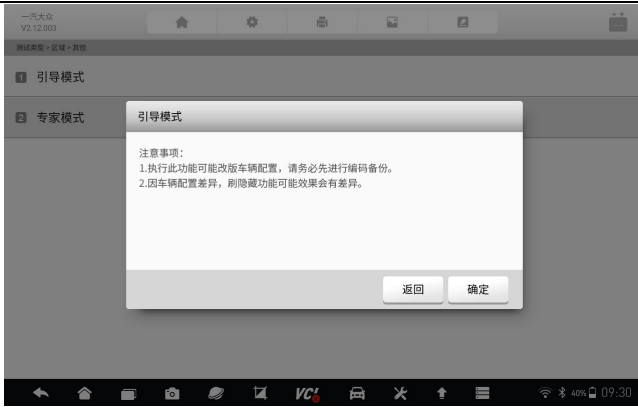 一汽大众
V2.12.003
测试类型 > 区域 > 其他
1 引导模式
2 专家模式
引导模式
注意事项：
1.执行此功能可能改版车辆配置，请务必先进行编码备份。
2.因车辆配置差异，刷隐藏功能可能效果会有差异。
返回
确定
VCI
40%
09:30